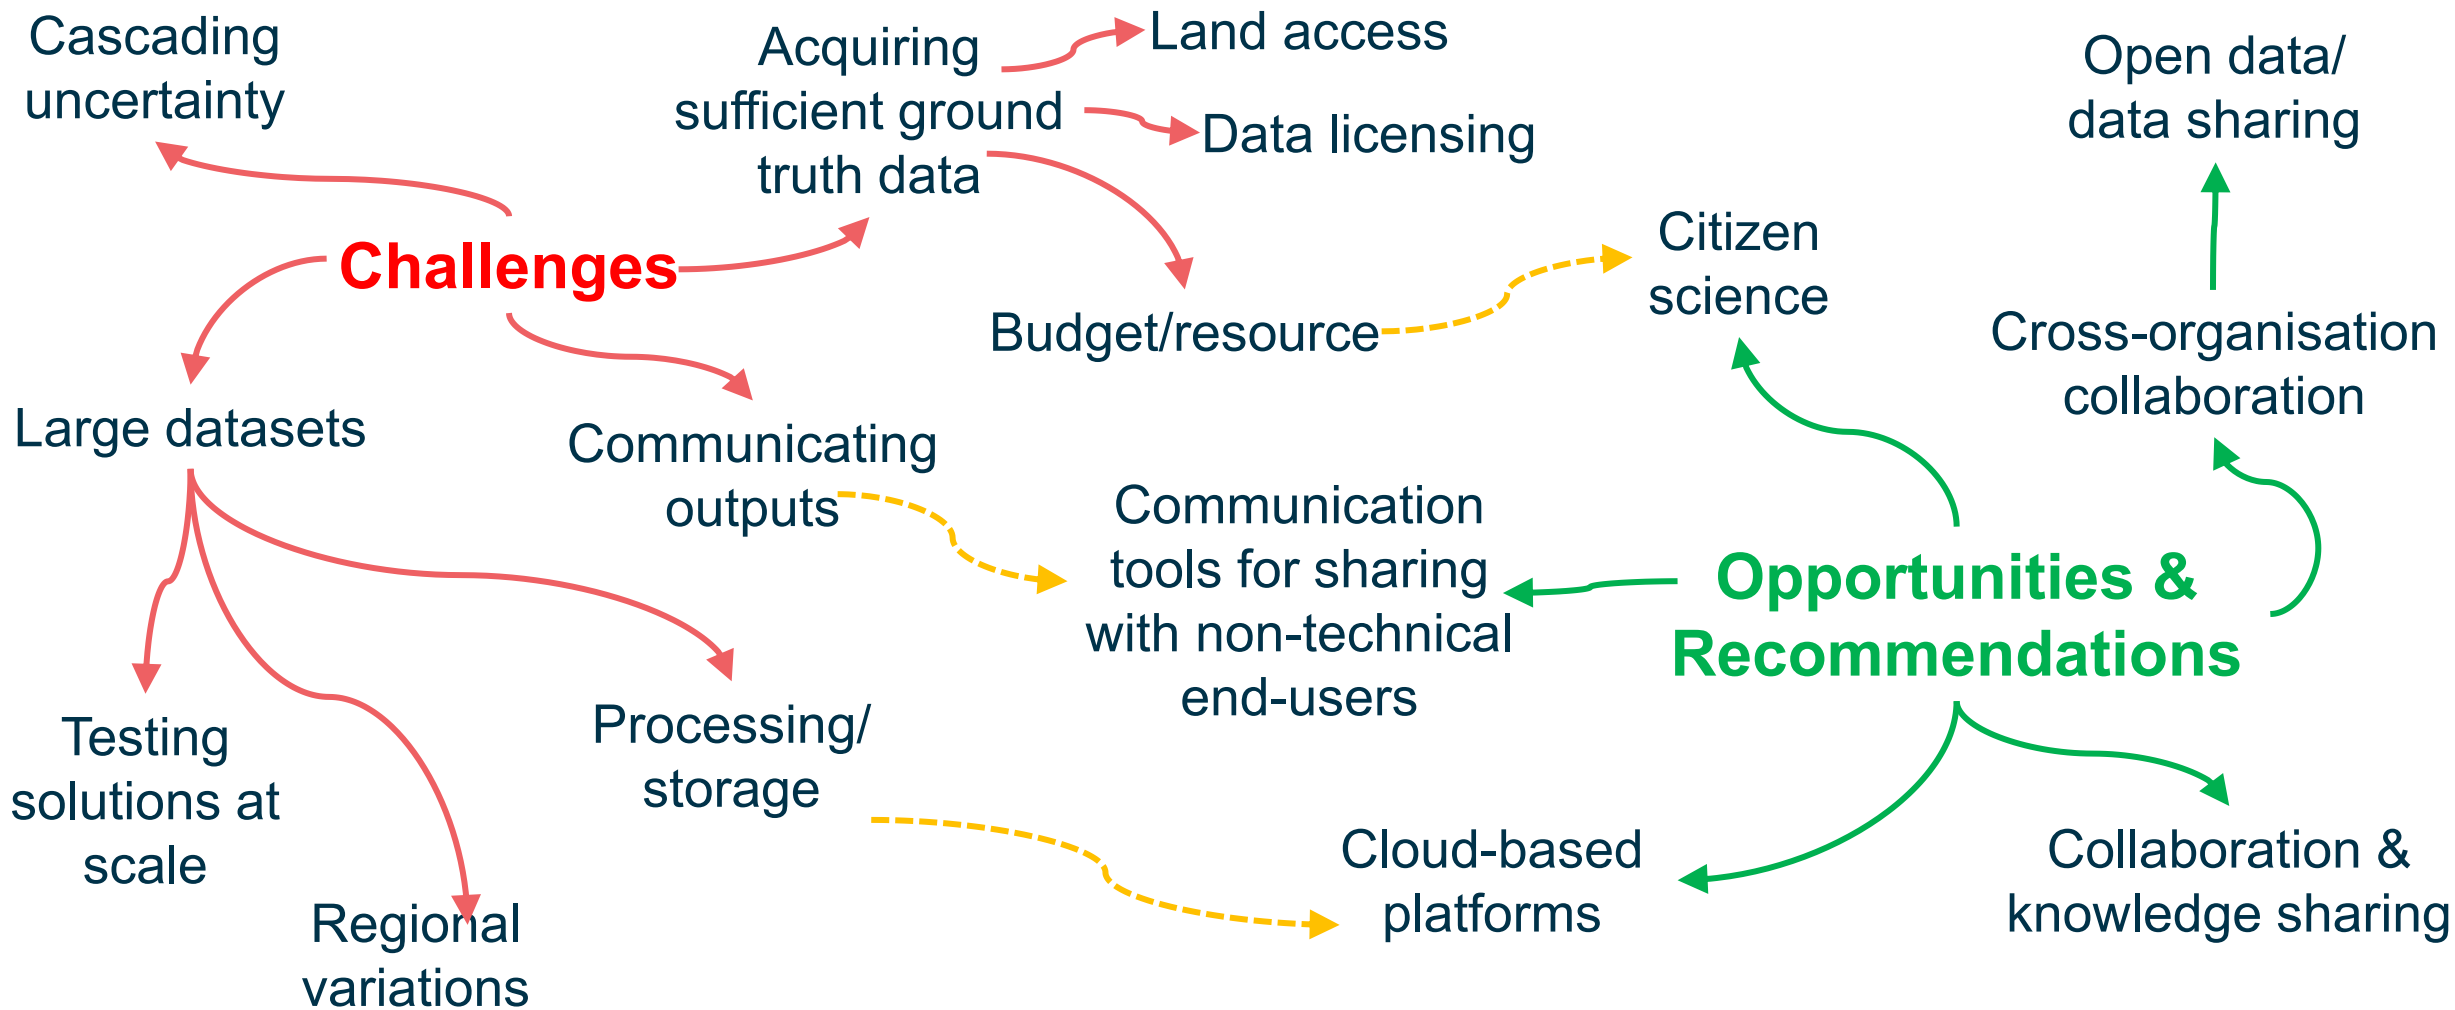 Cascading
uncertainty
Acquiring
sufficient ground
truth data
Land access
Data licensing
Open data/
data sharing
Challenges
Citizen
science
Budget/resource
Cross-organisation
collaboration
Large datasets
Communicating
outputs
Communication
tools for sharing
with non-technical
end-users
Opportunities &
Recommendations
Testing
solutions at
scale
Processing/
storage
Regional
variations
Cloud-based
platforms
Collaboration &
knowledge sharing